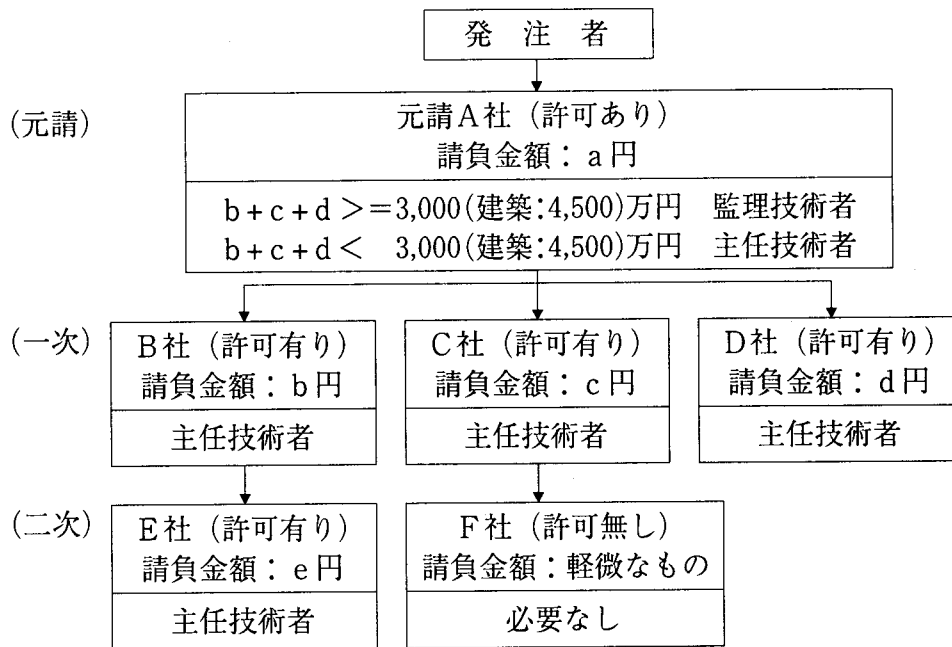 発 注 者
(元請)
元請A社 (許可あり)
請負金額：a円
b+c+d>=3,000(建築:4,500)万円 監理技術者
b+c+d< 3,000(建築:4,500)万円 主任技術者
(一次)
B社 (許可有り)
請負金額：b円
主任技術者
C社 (許可有り)
請負金額：c円
主任技術者
D社 (許可有り)
請負金額：d円
主任技術者
(二次)
E社 (許可有り)
請負金額：e円
主任技術者
F社 (許可無し)
請負金額：軽微なもの
必要なし